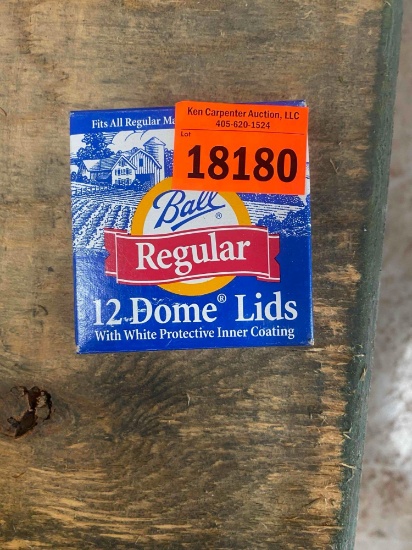 Fits All Regular
Ken Carpenter Auction, LLC
405-620-1524
Lot
18180
Ball®
Regular
12 Dome® Lids
With White Protective Inner Coating